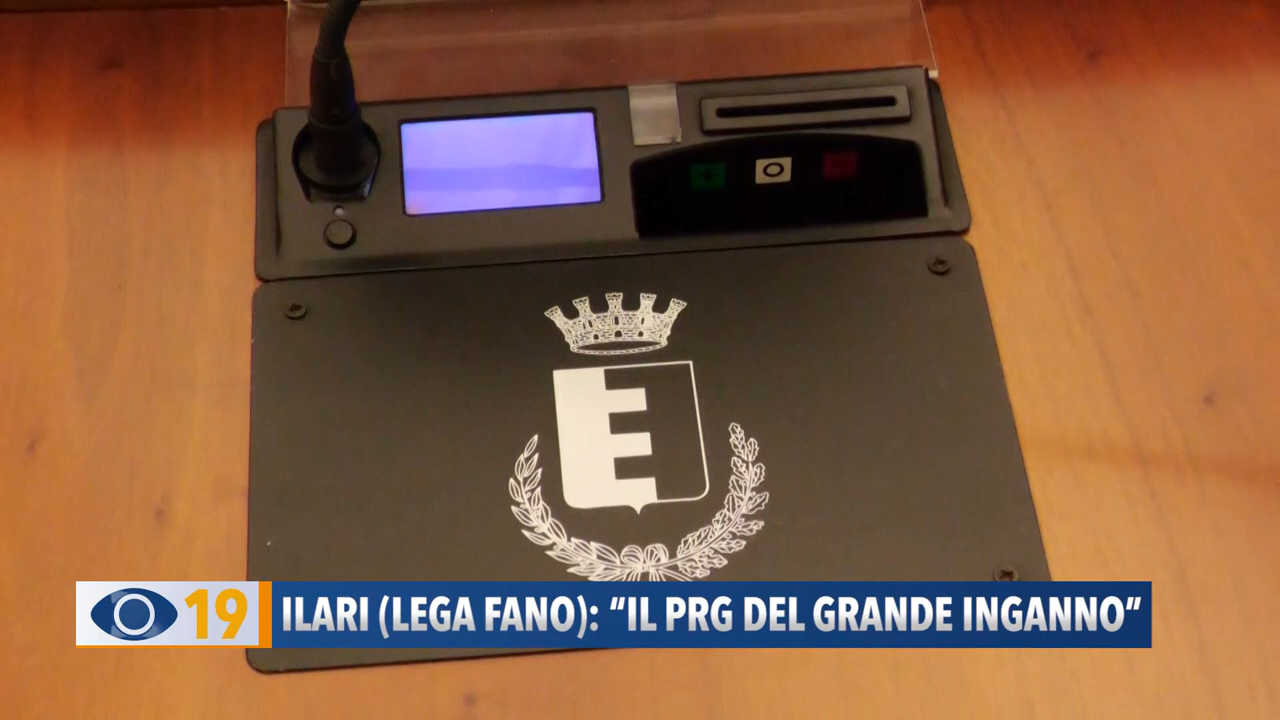 19 ILARI (LEGA FANO): “IL PRG DEL GRANDE INGANNO”